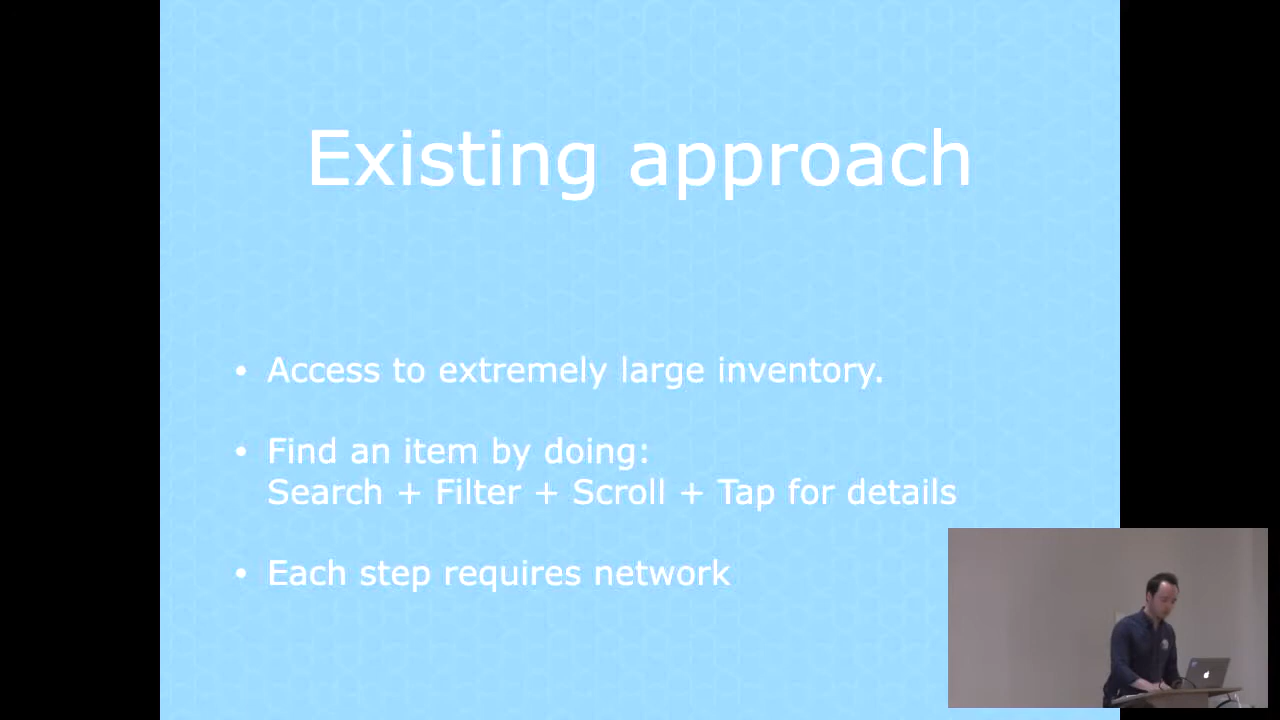 Existing approach
• Access to extremely large inventory.
• Find an item by doing:
Search + Filter + Scroll + Tap for details
• Each step requires network